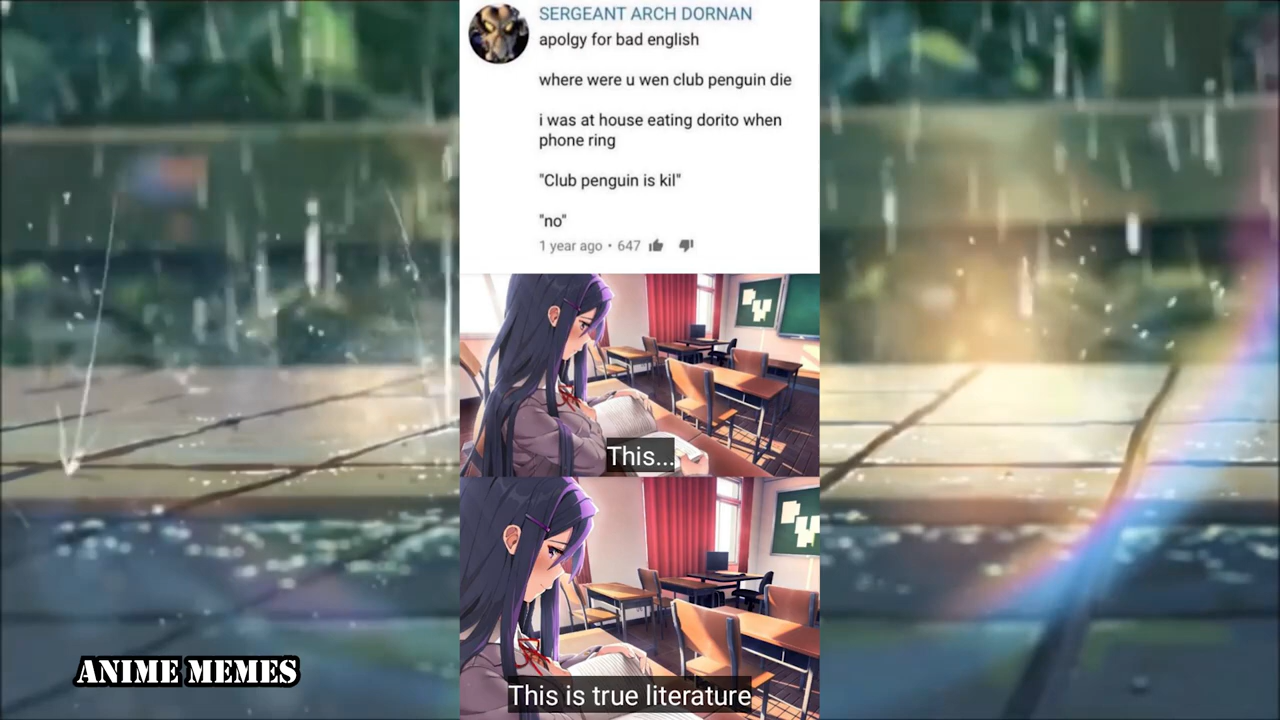 SERGEANT ARCH DORNAN
apolgy for bad english
where were u wen club penguin die
i was at house eating dorito when
phone ring
"Club penguin is kil"
"no"
1 year ago • 647
This...
This is true literature
ANIME MEMES